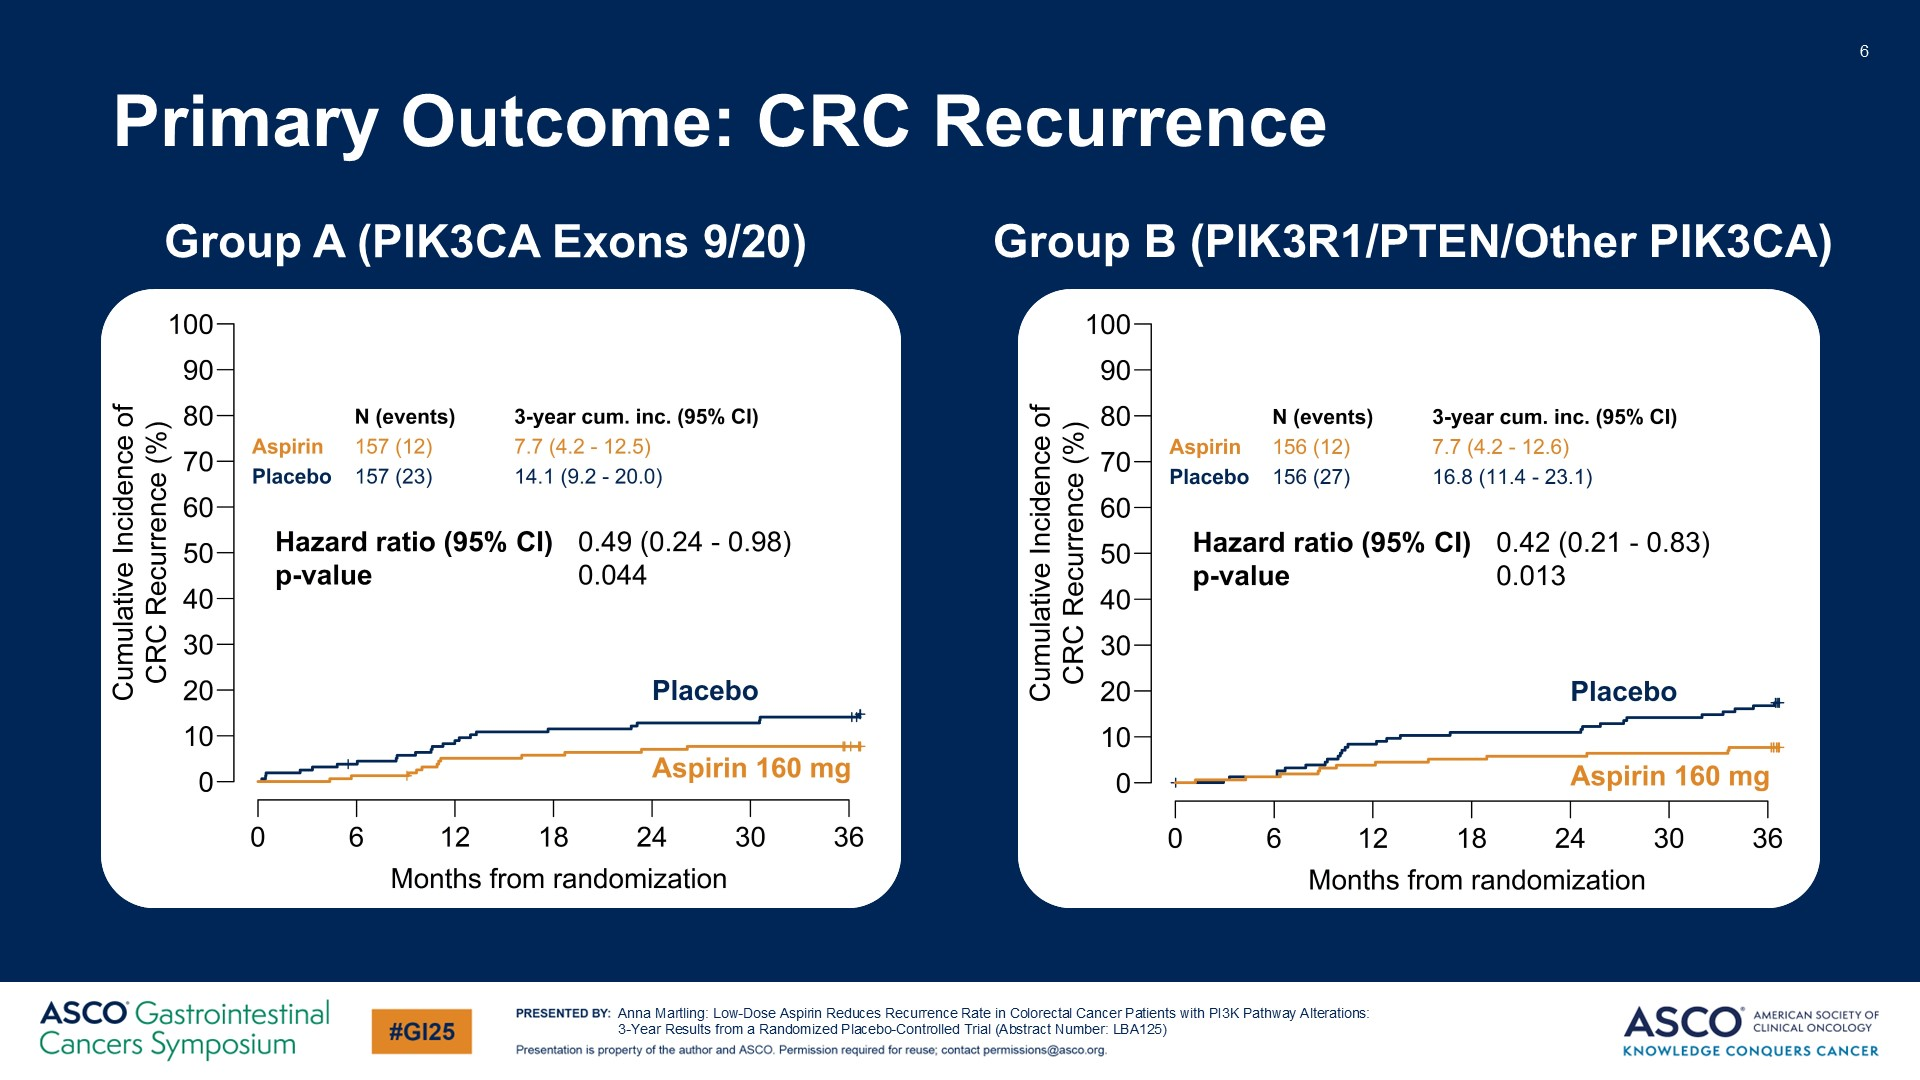 6
Primary Outcome: CRC Recurrence
Group A (PIK3CA Exons 9/20)
Cumulative Incidence of
CRC Recurrence (%)
100
90
80
70
60
50
40
30
20
10
0
N (events) 3-year cum. inc. (95% CI)
Aspirin 157 (12) 7.7 (4.2 - 12.5)
Placebo 157 (23) 14.1 (9.2 - 20.0)
Hazard ratio (95% CI) 0.49 (0.24 - 0.98)
p-value 0.044
Placebo
Aspirin 160 mg
0 6 12 18 24 30 36
Months from randomization
Group B (PIK3R1/PTEN/Other PIK3CA)
Cumulative Incidence of
CRC Recurrence (%)
100
90
80
70
60
50
40
30
20
10
0
N (events) 3-year cum. inc. (95% CI)
Aspirin 156 (12) 7.7 (4.2 - 12.6)
Placebo 156 (27) 16.8 (11.4 - 23.1)
Hazard ratio (95% CI) 0.42 (0.21 - 0.83)
p-value 0.013
Placebo
Aspirin 160 mg
0 6 12 18 24 30 36
Months from randomization
ASCO Gastrointestinal
Cancers Symposium
#GI25
PRESENTED BY: Anna Martling: Low-Dose Aspirin Reduces Recurrence Rate in Colorectal Cancer Patients with PI3K Pathway Alterations:
3-Year Results from a Randomized Placebo-Controlled Trial (Abstract Number: LBA125)
Presentation is property of the author and ASCO. Permission required for reuse; contact permissions@asco.org.
ASCO AMERICAN SOCIETY OF
CLINICAL ONCOLOGY
KNOWLEDGE CONQUERS CANCER